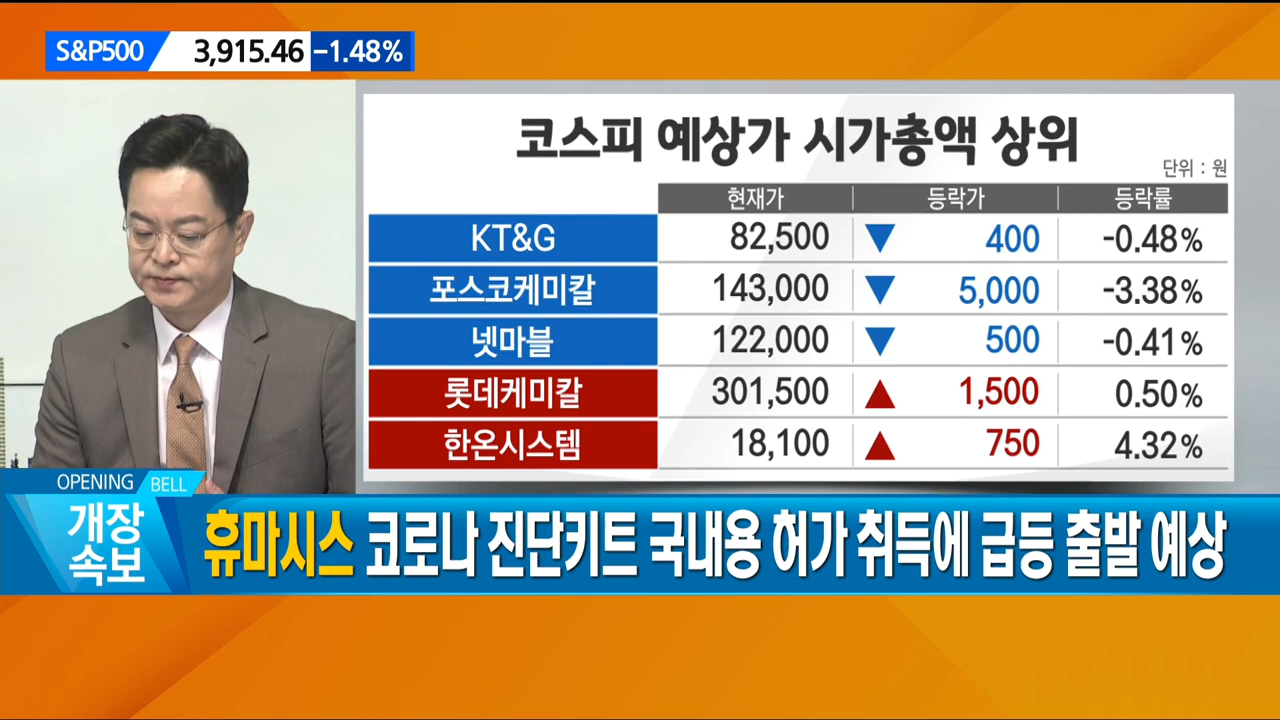 S&P500 3,915.46 -1.48%
코스피 예상가 시가총액 상위
단위 : 원
현재가 등락가 등락률
KT&G 82,500 ▼ 400 -0.48%
포스코케미칼 143,000 ▼ 5,000 -3.38%
넷마블 122,000 ▼ 500 -0.41%
롯데케미칼 301,500 ▲ 1,500 0.50%
한온시스템 18,100 ▲ 750 4.32%
OPENING BELL
개장
속보
휴마시스 코로나 진단키트 국내용 허가 취득에 급등 출발 예상